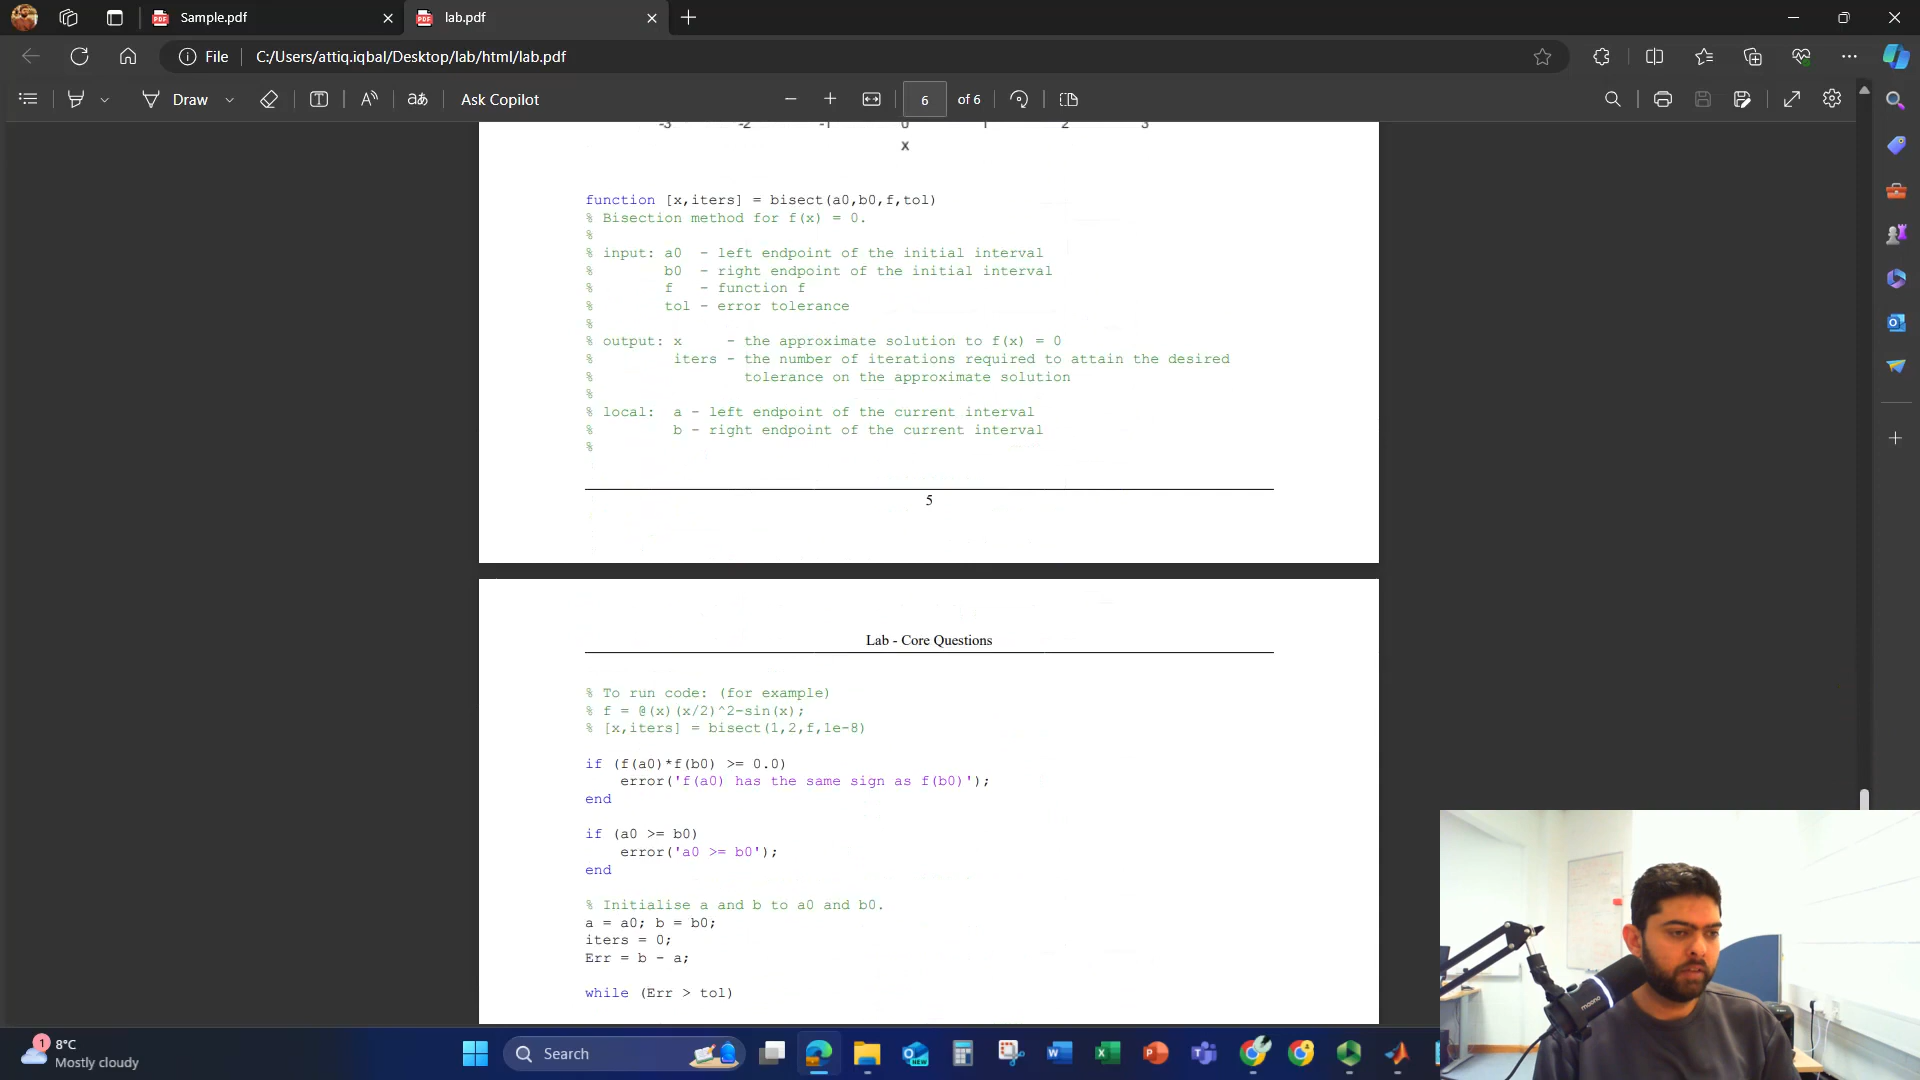 Sample.pdf
lab.pdf
File
C:/Users/attiq.iqbal/Desktop/lab/html/lab.pdf
Draw
Ask Copilot
6
of 6
-3 -2 -1 0 1 2 3
x
function [x,iters] = bisect(a0,b0,f,tol)
% Bisection method for f(x) = 0.
%
% input: a0 - left endpoint of the initial interval
% b0 - right endpoint of the initial interval
% f - function f
% tol - error tolerance
%
% output: x - the approximate solution to f(x) = 0
% iters - the number of iterations required to attain the desired
% tolerance on the approximate solution
%
% local: a - left endpoint of the current interval
% b - right endpoint of the current interval
%
5
Lab - Core Questions
% To run code: (for example)
% f = @(x)(x/2)^2-sin(x);
% [x,iters] = bisect(1,2,f,1e-8)
if (f(a0)*f(b0) >= 0.0)
error('f(a0) has the same sign as f(b0)');
end
if (a0 >= b0)
error('a0 >= b0');
end
% Initialise a and b to a0 and b0.
a = a0; b = b0;
iters = 0;
Err = b - a;
while (Err > tol)
1
8°C
Mostly cloudy
Search